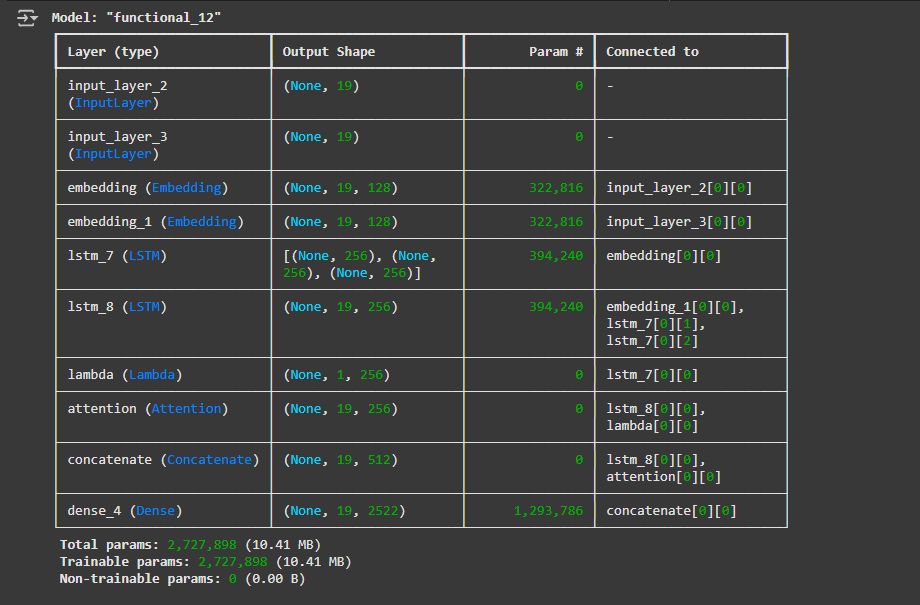 Model: "functional_12"
Layer (type) Output Shape Param # Connected to
input_layer_2 (None, 19) 0 -
(InputLayer)
input_layer_3 (None, 19) 0 -
(InputLayer)
embedding (Embedding) (None, 19, 128) 322,816 input_layer_2[0][0]
embedding_1 (Embedding) (None, 19, 128) 322,816 input_layer_3[0][0]
lstm_7 (LSTM) [(None, 256), (None, 394,240 embedding[0][0]
256), (None, 256)]
lstm_8 (LSTM) (None, 19, 256) 394,240 embedding_1[0][0],
lstm_7[0][1],
lstm_7[0][2]
lambda (Lambda) (None, 1, 256) 0 lstm_7[0][0]
attention (Attention) (None, 19, 256) 0 lstm_8[0][0],
lambda[0][0]
concatenate (Concatenate) (None, 19, 512) 0 lstm_8[0][0],
attention[0][0]
dense_4 (Dense) (None, 19, 2522) 1,293,786 concatenate[0][0]
Total params: 2,727,898 (10.41 MB)
Trainable params: 2,727,898 (10.41 MB)
Non-trainable params: 0 (0.00 B)